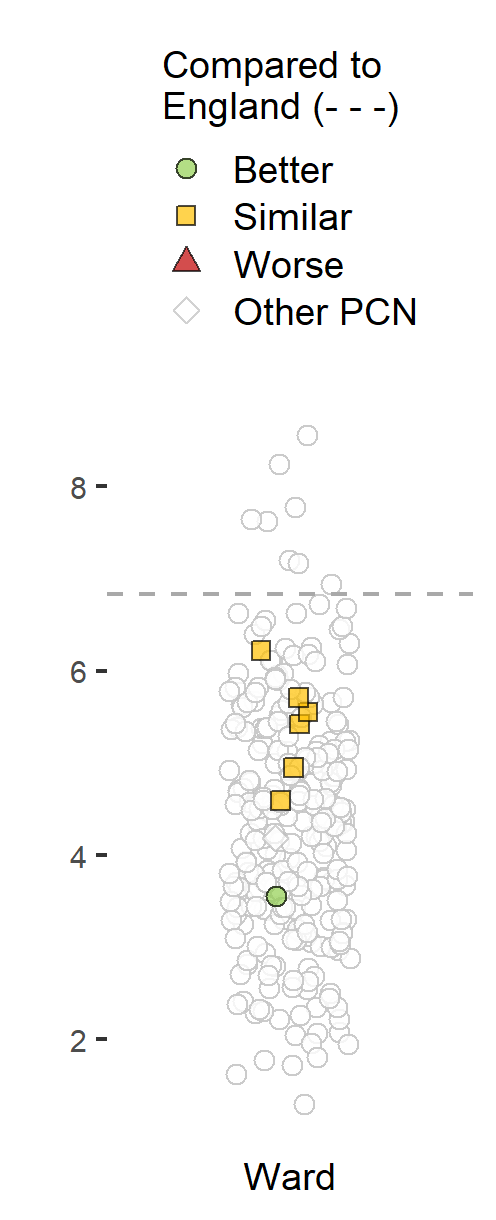 Compared to
England (- - -)
Better
Similar
Worse
Other PCN
8
6
4
2
Ward